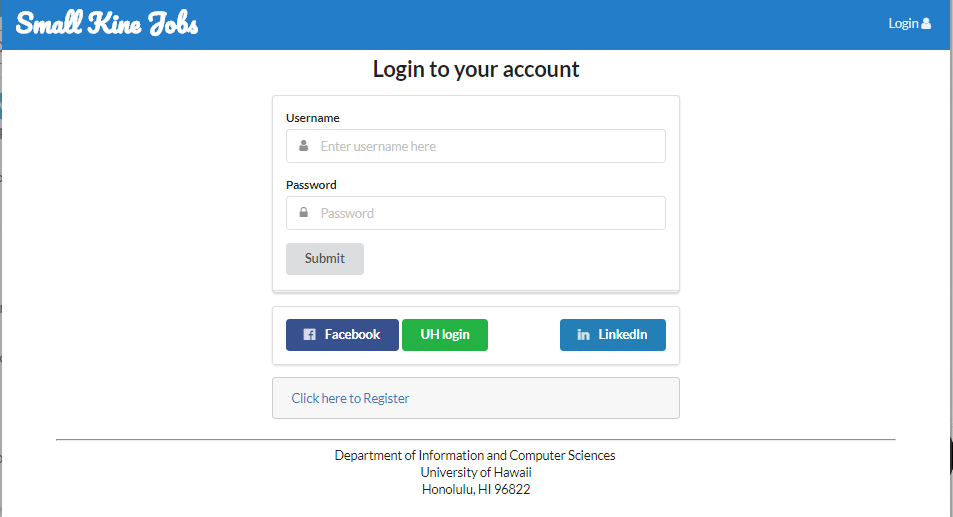 Small Kine Jobs
Login
Login to your account
Username
Enter username here
Password
Password
Submit
Facebook UH login LinkedIn
Click here to Register
Department of Information and Computer Sciences
University of Hawaii
Honolulu, HI 96822